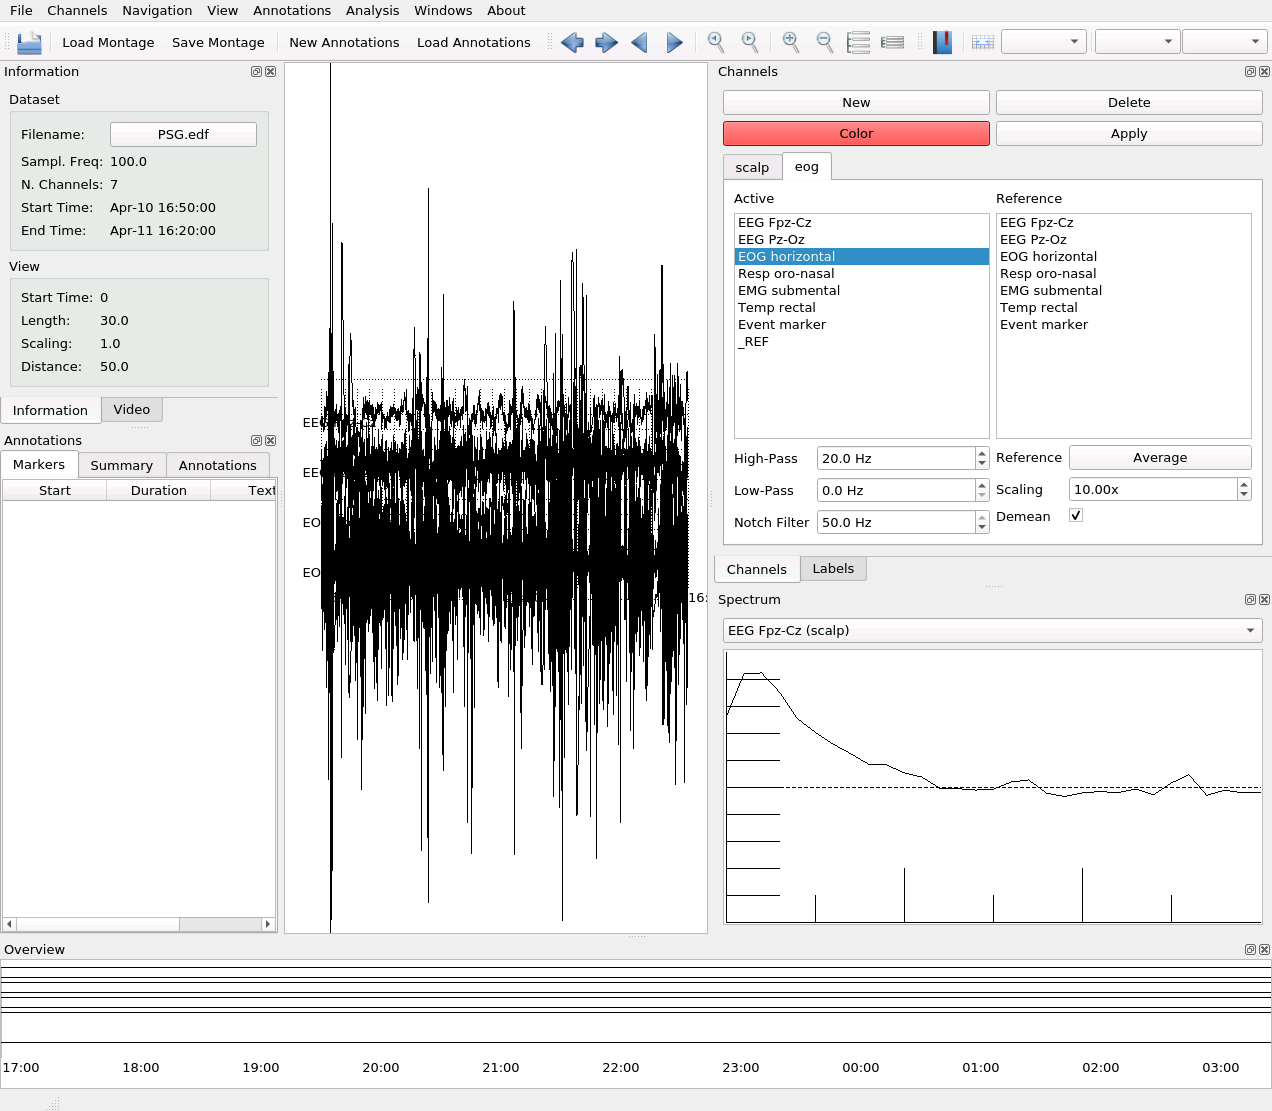 File Channels Navigation View Annotations Analysis Windows About
Load Montage Save Montage New Annotations Load Annotations
Information
Dataset
Filename: PSG.edf
Sampl. Freq: 100.0
N. Channels: 7
Start Time: Apr-10 16:50:00
End Time: Apr-11 16:20:00
View
Start Time: 0
Length: 30.0
Scaling: 1.0
Distance: 50.0
Information Video
Annotations
Markers Summary Annotations
Start Duration Text
EE
EE
EO
EO
16:
Channels
New Delete
Color Apply
scalp eog
Active Reference
EEG Fpz-Cz EEG Fpz-Cz
EEG Pz-Oz EEG Pz-Oz
EOG horizontal EOG horizontal
Resp oro-nasal Resp oro-nasal
EMG submental EMG submental
Temp rectal Temp rectal
Event marker Event marker
_REF
High-Pass 20.0 Hz Reference Average
Low-Pass 0.0 Hz Scaling 10.00x
Notch Filter 50.0 Hz Demean
Channels Labels
Spectrum
EEG Fpz-Cz (scalp)
Overview
17:00 18:00 19:00 20:00 21:00 22:00 23:00 00:00 01:00 02:00 03:00